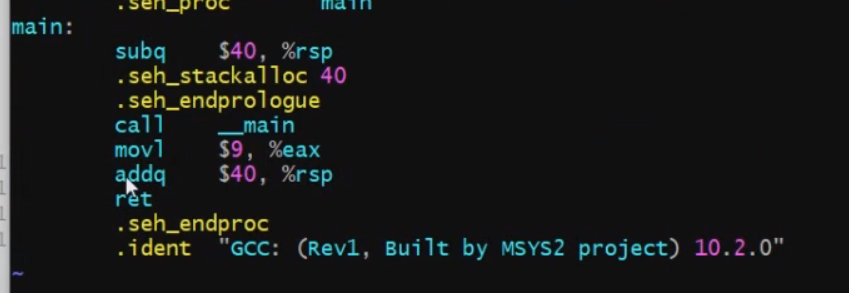 .seh_proc main
main:
subq $40, %rsp
.seh_stackalloc 40
.seh_endprologue
call __main
movl $9, %eax
addq $40, %rsp
ret
.seh_endproc
.ident "GCC: (Rev1, Built by MSYS2 project) 10.2.0"
~